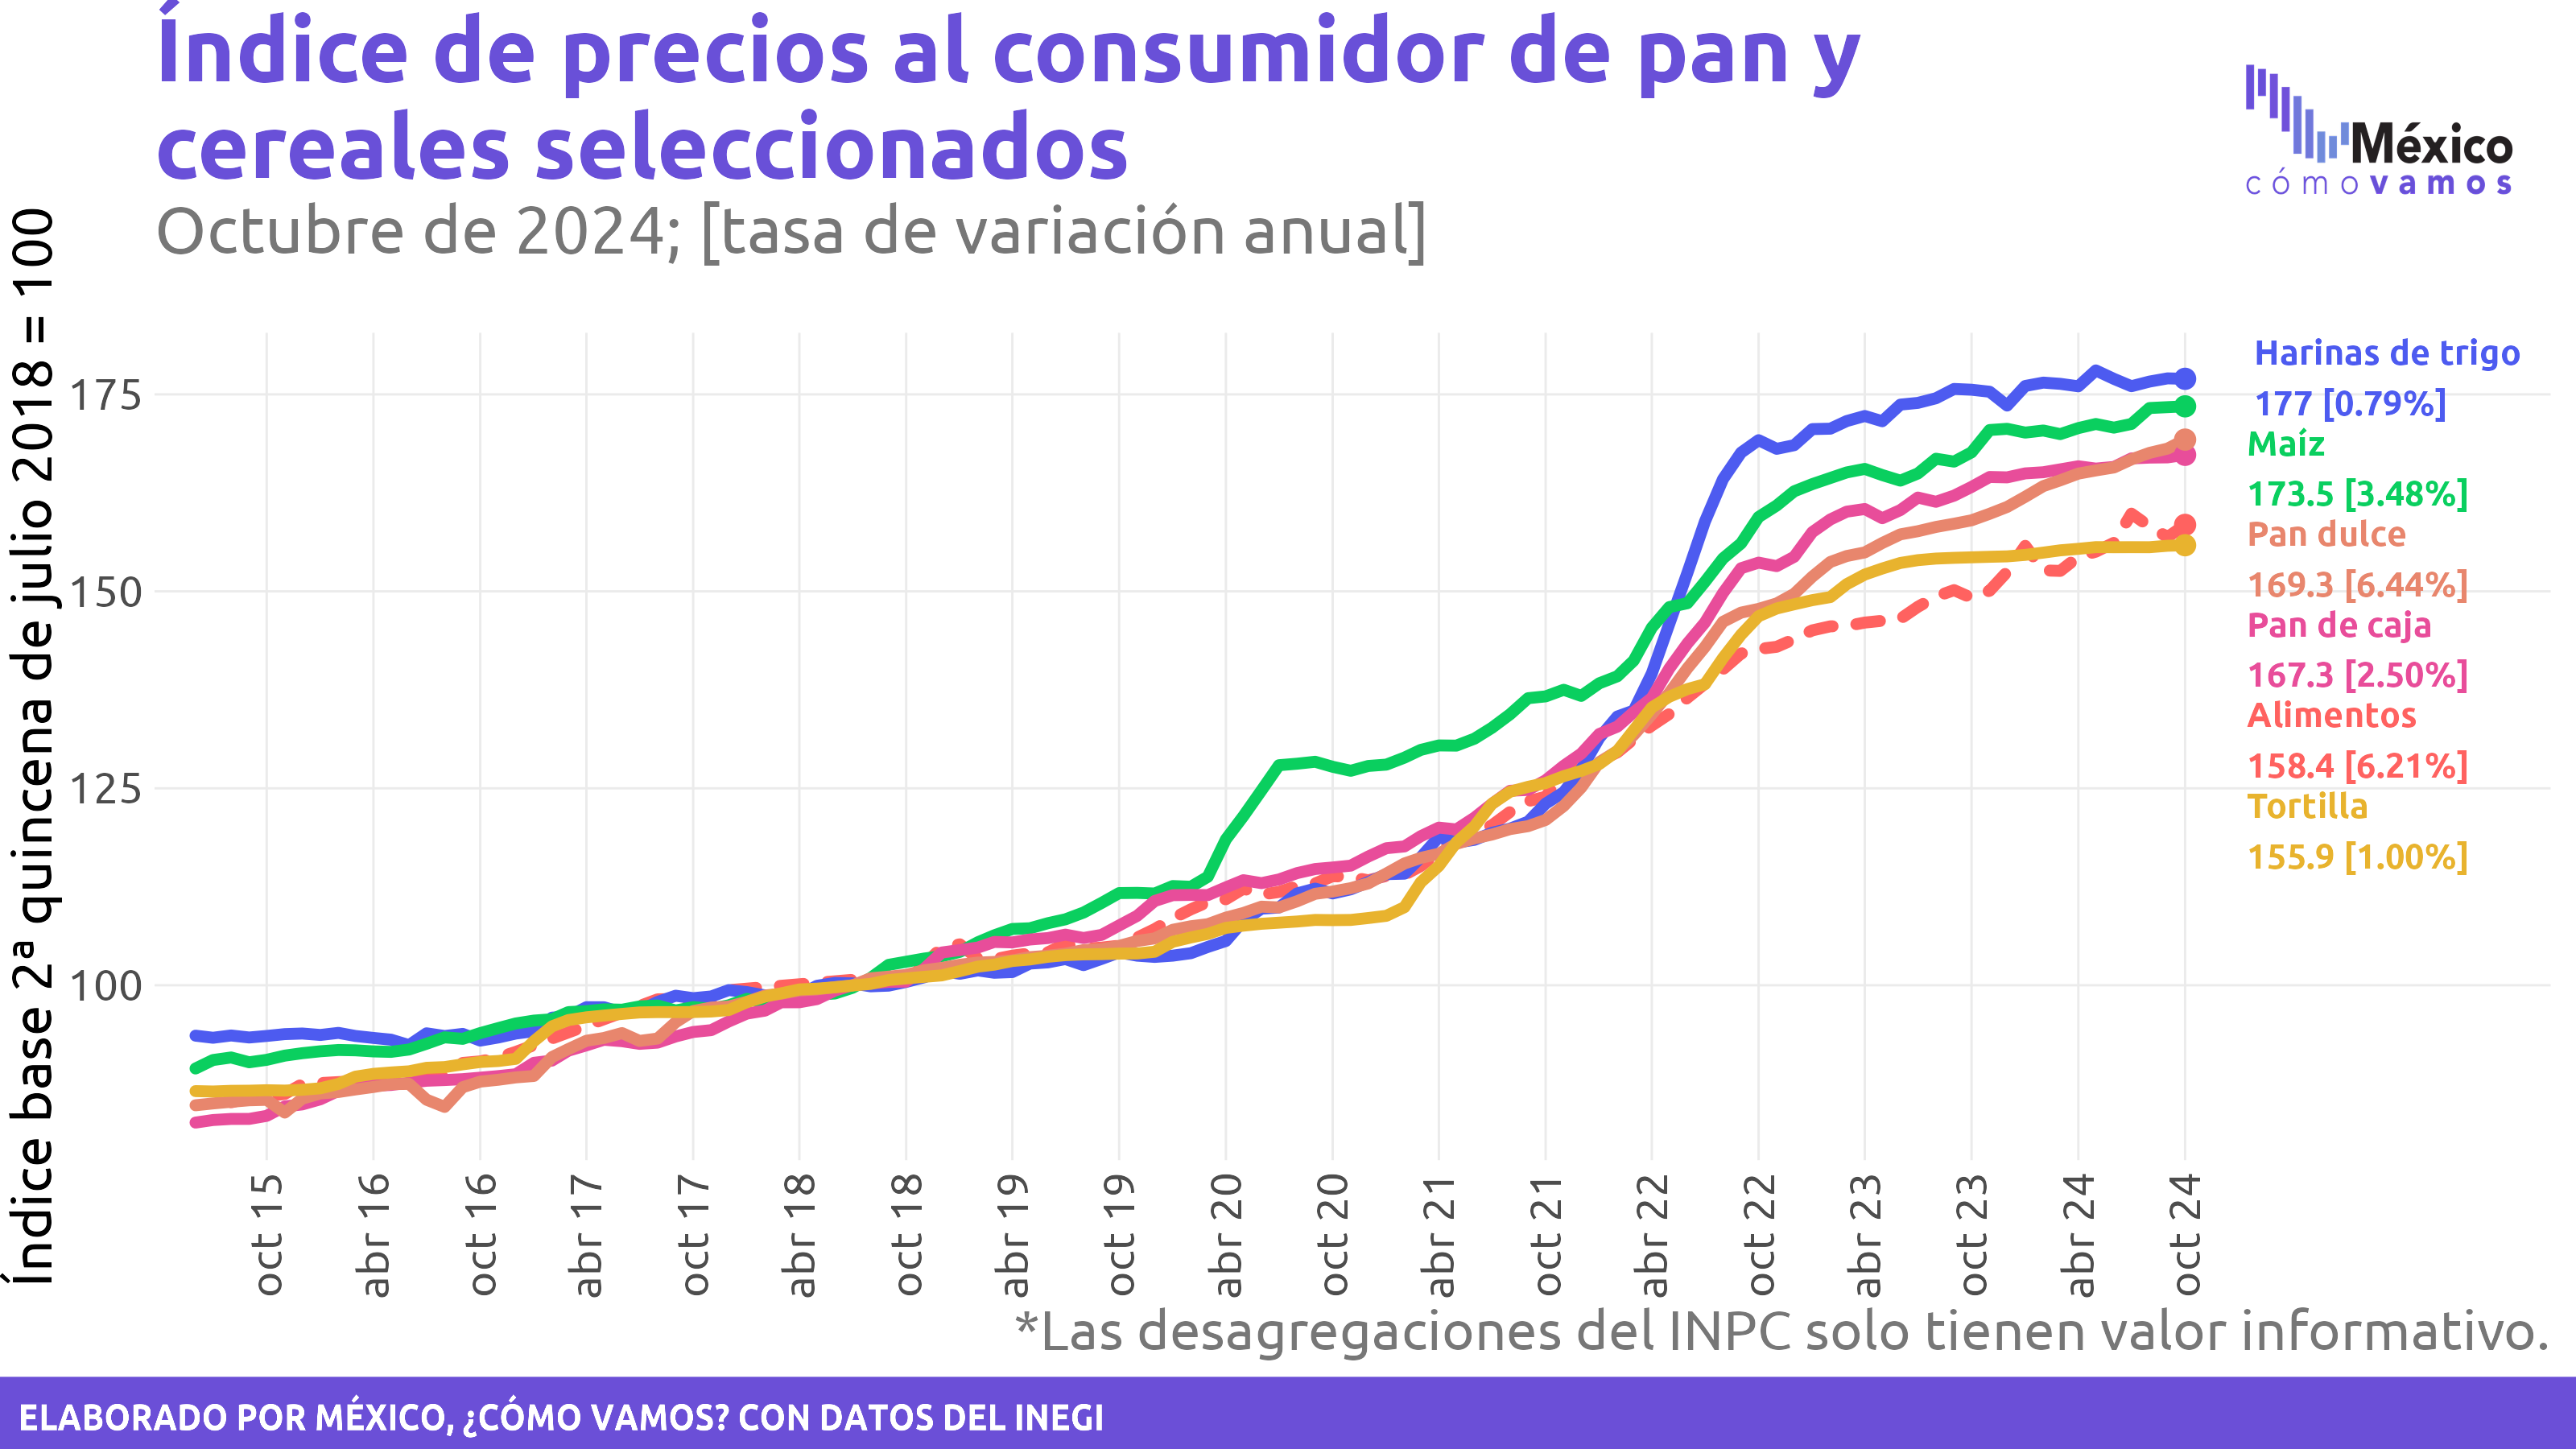 Índice de precios al consumidor de pan y
cereales seleccionados
Octubre de 2024; [tasa de variación anual]
México
cómo vamos
Índice base 2ª quincena de julio 2018 = 100
175
150
125
100
Harinas de trigo
177 [0.79%]
Maíz
173.5 [3.48%]
Pan dulce
169.3 [6.44%]
Pan de caja
167.3 [2.50%]
Alimentos
158.4 [6.21%]
Tortilla
155.9 [1.00%]
oct 15
abr 16
oct 16
abr 17
oct 17
abr 18
oct 18
abr 19
oct 19
abr 20
oct 20
abr 21
oct 21
abr 22
oct 22
abr 23
oct 23
abr 24
oct 24
*Las desagregaciones del INPC solo tienen valor informativo.
ELABORADO POR MÉXICO, ¿CÓMO VAMOS? CON DATOS DEL INEGI